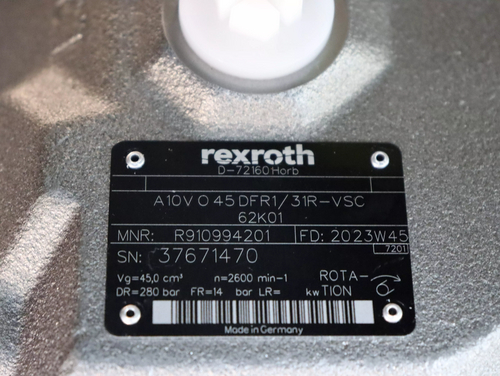 rexroth
D-72160 Horb
A10V O 45 DFR1/31R-VSC
62K01
MNR: R910994201 FD: 2023W45
7201
SN: 37671470
Vg=45,0 cm³ n=2600 min-1 ROTA-
DR=280 bar FR=14 bar LR= kw TION
Made in Germany